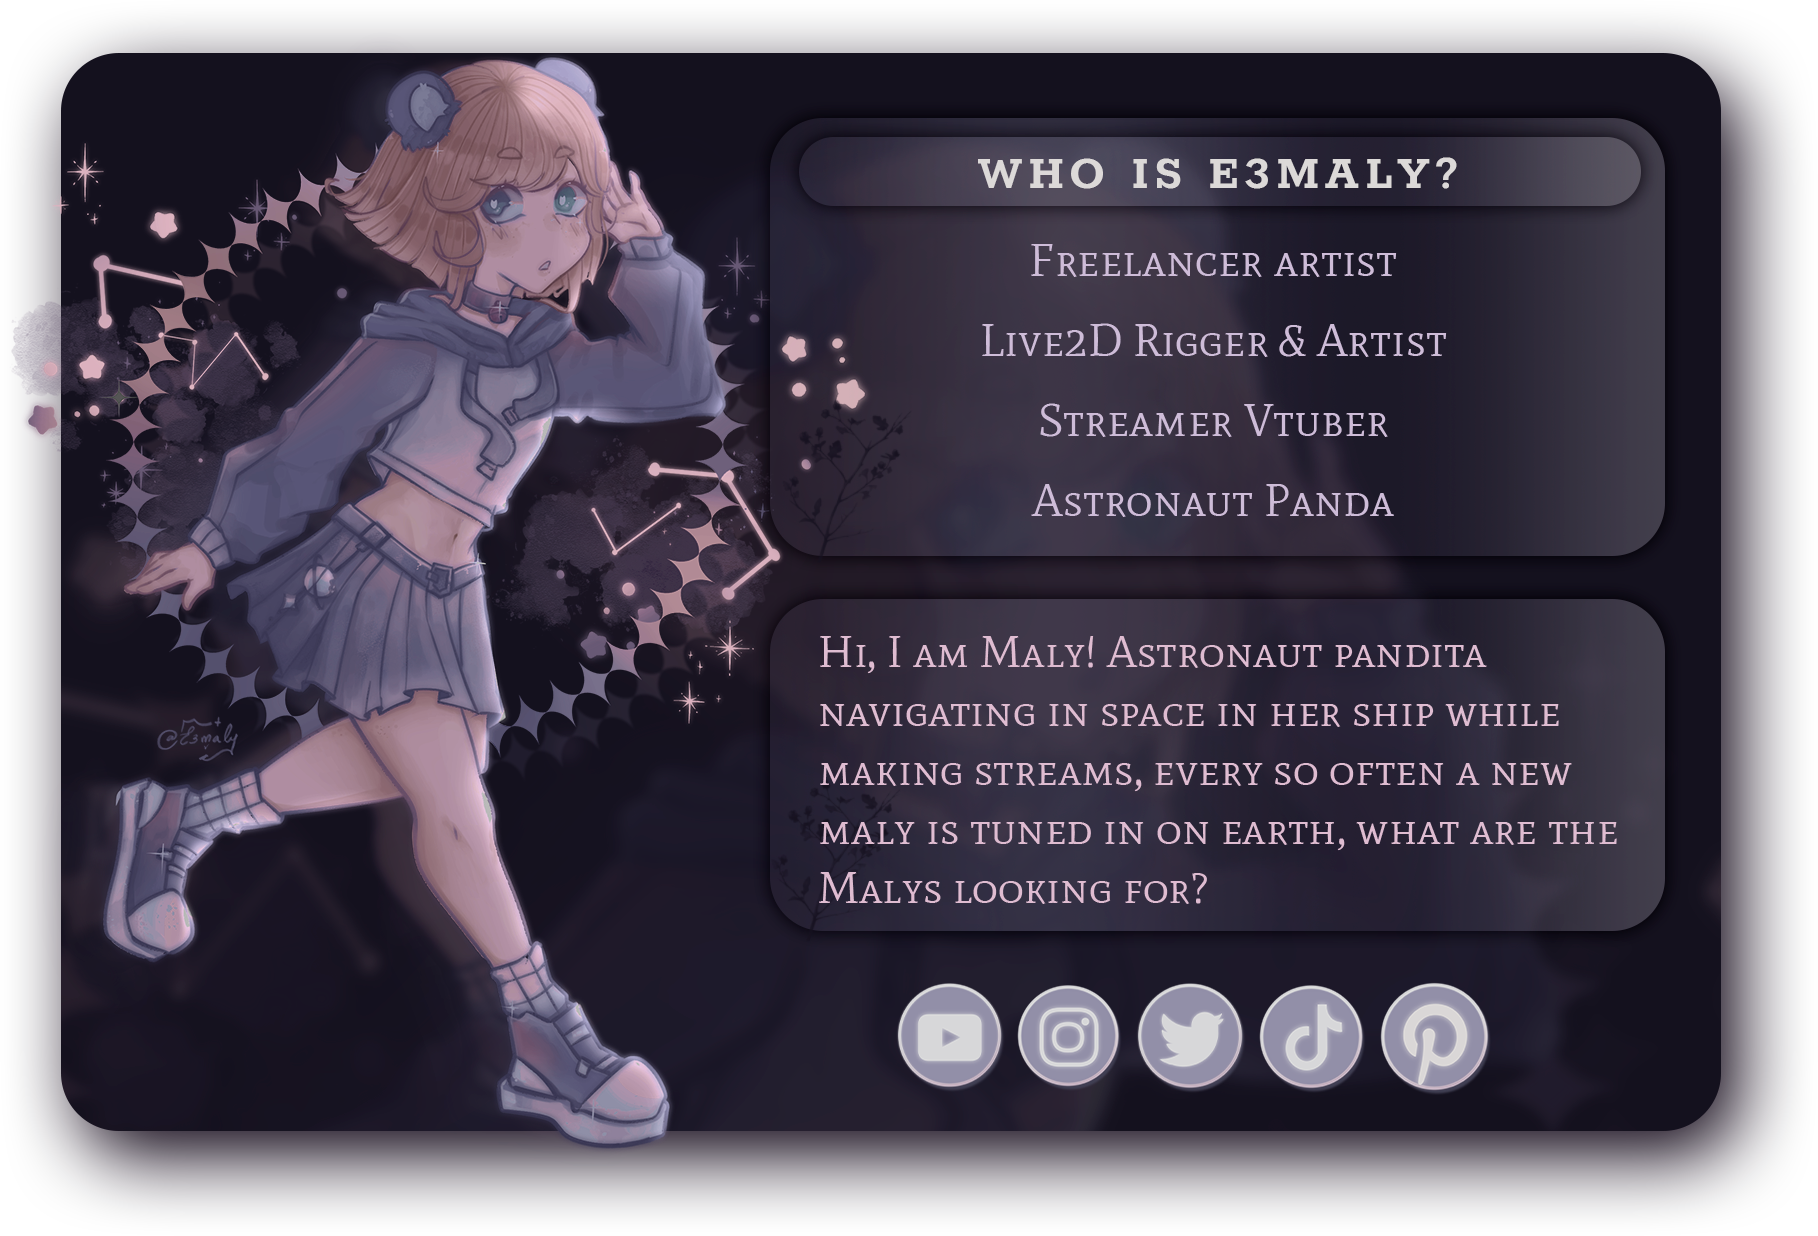 WHO IS E3MALY?
Freelancer artist
Live2D Rigger & Artist
Streamer Vtuber
Astronaut Panda
Hi, I am Maly! Astronaut pandita
navigating in space in her ship while
making streams, every so often a new
maly is tuned in on earth, what are the
Malys looking for?
@E3maly